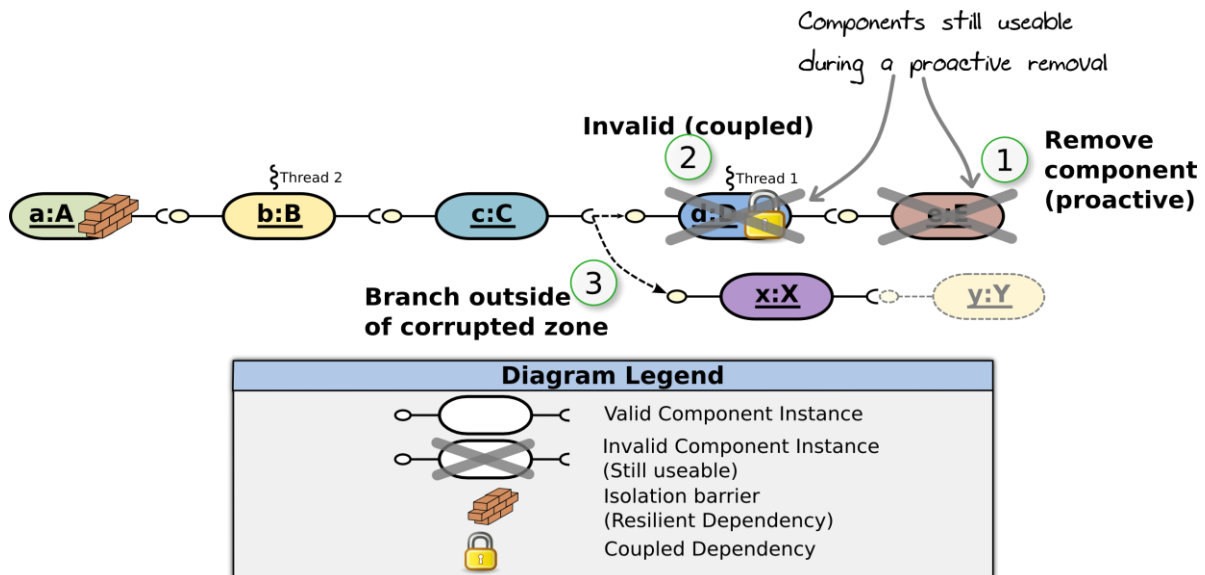 Components still useable
during a proactive removal
Invalid (coupled)
2
1
Remove
component
(proactive)
Thread 2
Thread 1
a:A
b:B
c:C
d:D
e:E
3
Branch outside
of corrupted zone
x:X
y:Y
Diagram Legend
Valid Component Instance
Invalid Component Instance
(Still useable)
Isolation barrier
(Resilient Dependency)
Coupled Dependency